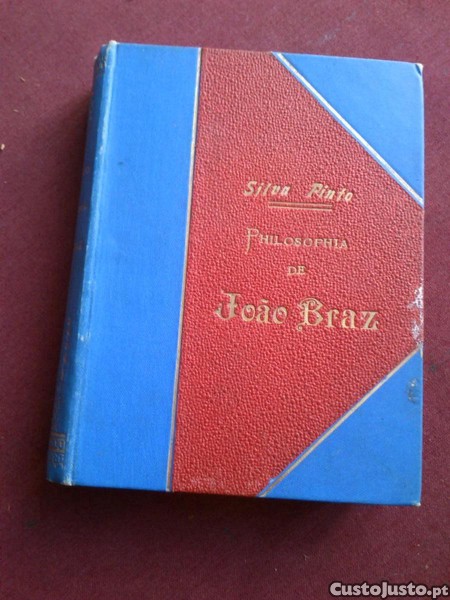 Silva Pinto
PHILOSOPHIA
DE
João Braz
CustoJusto.pt